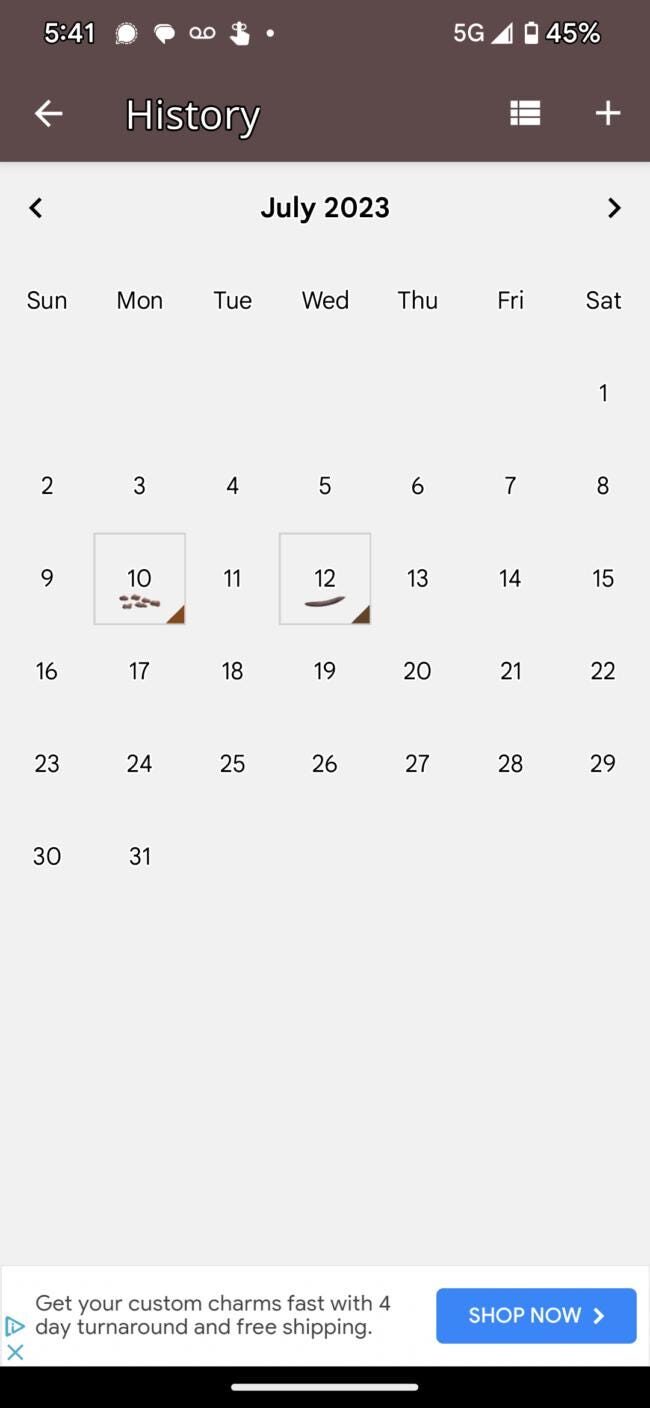 5:41 5G 45%
History
July 2023
Sun Mon Tue Wed Thu Fri Sat
1
2 3 4 5 6 7 8
9 10 11 12 13 14 15
16 17 18 19 20 21 22
23 24 25 26 27 28 29
30 31
Get your custom charms fast with 4
day turnaround and free shipping.
SHOP NOW